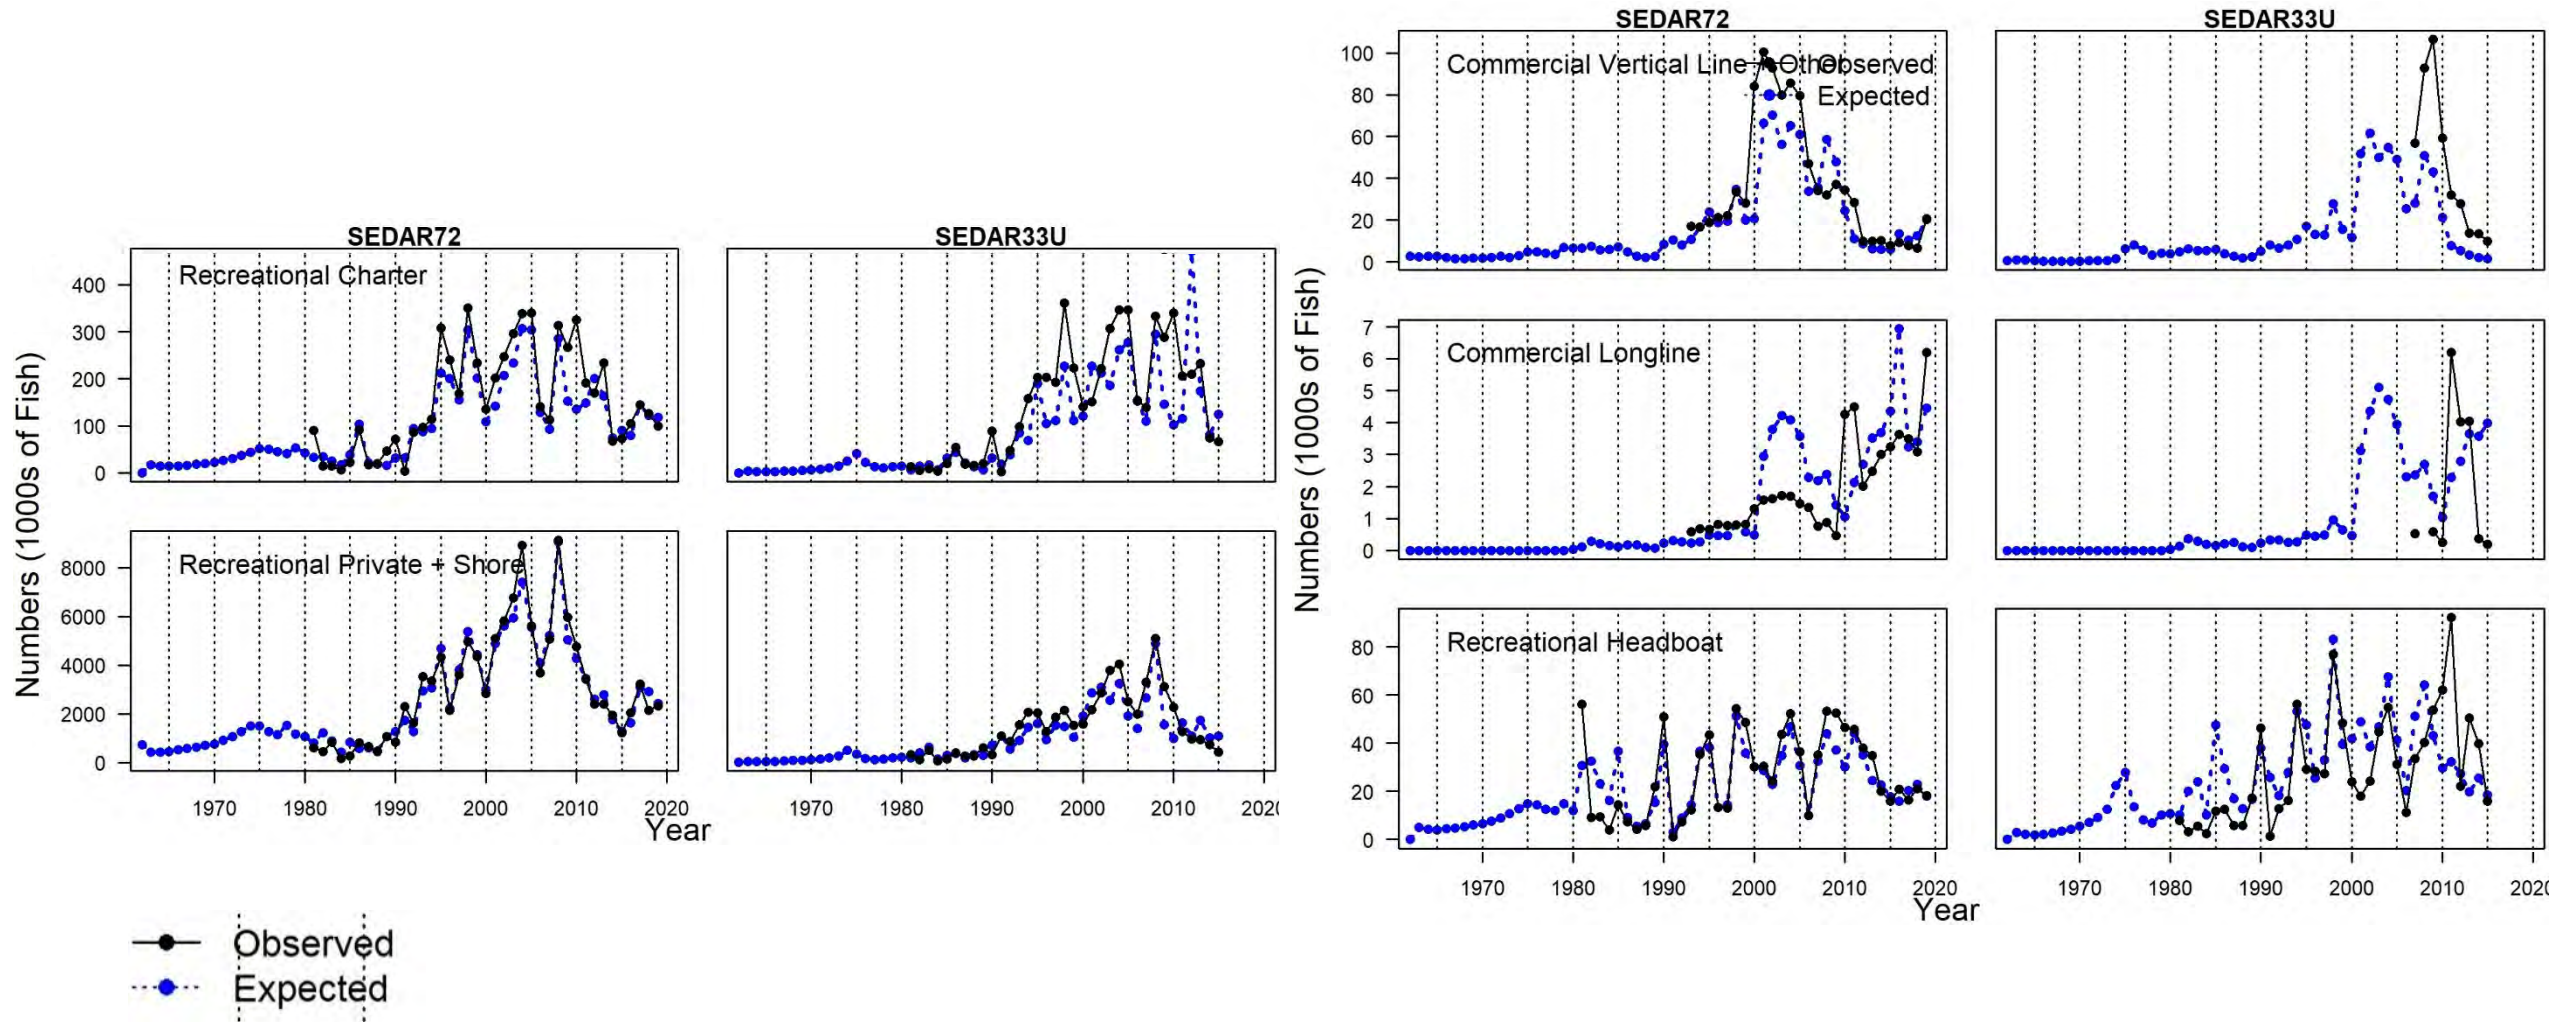 SEDAR72
SEDAR33U
Numbers (1000s of Fish)
Recreational Charter
400
300
200
100
0
Recreational Private + Shore
8000
6000
4000
2000
0
1970 1980 1990 2000 2010 2020
1970 1980 1990 2000 2010 2020
Year
Observed
Expected
SEDAR72
SEDAR33U
Numbers (1000s of Fish)
Commercial Vertical Line + Other
Observed
Expected
100
80
60
40
20
0
Commercial Longline
7
6
5
4
3
2
1
0
Recreational Headboat
80
60
40
20
0
1970 1980 1990 2000 2010 2020
1970 1980 1990 2000 2010 2020
Year